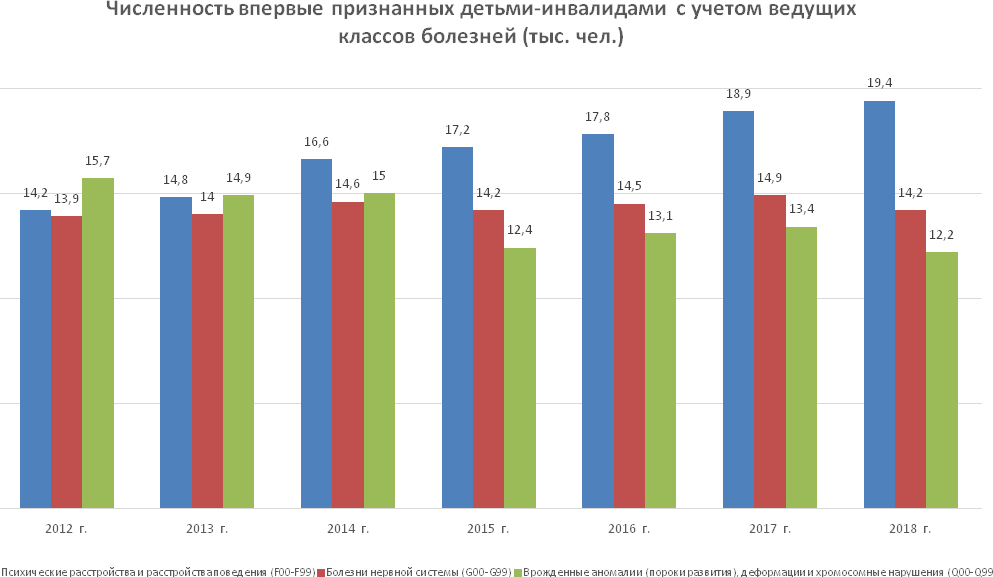 Численность впервые признанных детьми-инвалидами с учетом ведущих
классов болезней (тыс. чел.)
14,2 13,9 15,7 14,8 14 14,9 16,6 14,6 15 17,2 14,2 12,4 17,8 14,5 13,1 18,9 14,9 13,4 19,4 14,2 12,2
2012 г. 2013 г. 2014 г. 2015 г. 2016 г. 2017 г. 2018 г.
Психические расстройства и расстройства поведения (F00-F99) Болезни нервной системы (G00-G99) Врожденные аномалии (пороки развития), деформации и хромосомные нарушения (Q00-Q99